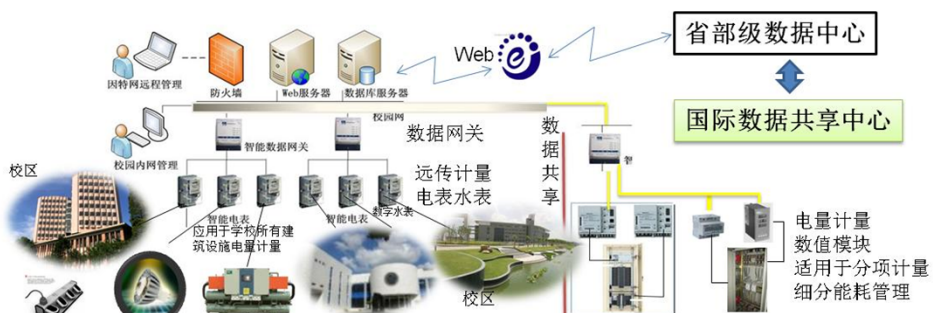 省部级数据中心
Web
因特网远程管理
防火墙
Web服务器
数据库服务器
国际数据共享中心
校园网
校园内网管理
智能数据网关
数据网关
数据共享
智
校区
远传计量
电表水表
智能电表
智能电表
数字水表
应用于学校所有建
筑设施电量计量
电量计量
数值模块
适用于分项计量
细分能耗管理
校区